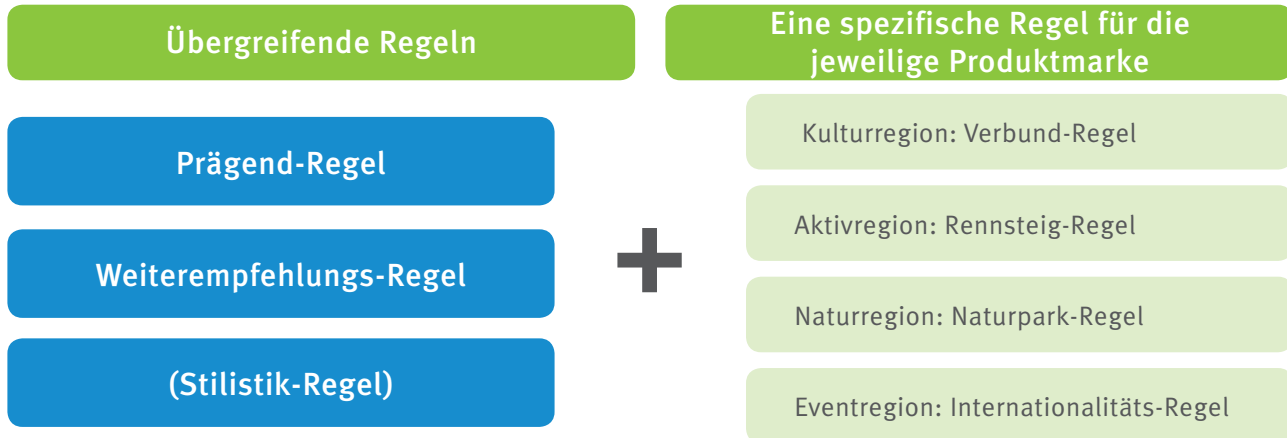 Übergreifende Regeln
Eine spezifische Regel für die
jeweilige Produktmarke
Prägend-Regel
Weiterempfehlungs-Regel
(Stilistik-Regel)
+
Kulturregion: Verbund-Regel
Aktivregion: Rennsteig-Regel
Naturregion: Naturpark-Regel
Eventregion: Internationalitäts-Regel